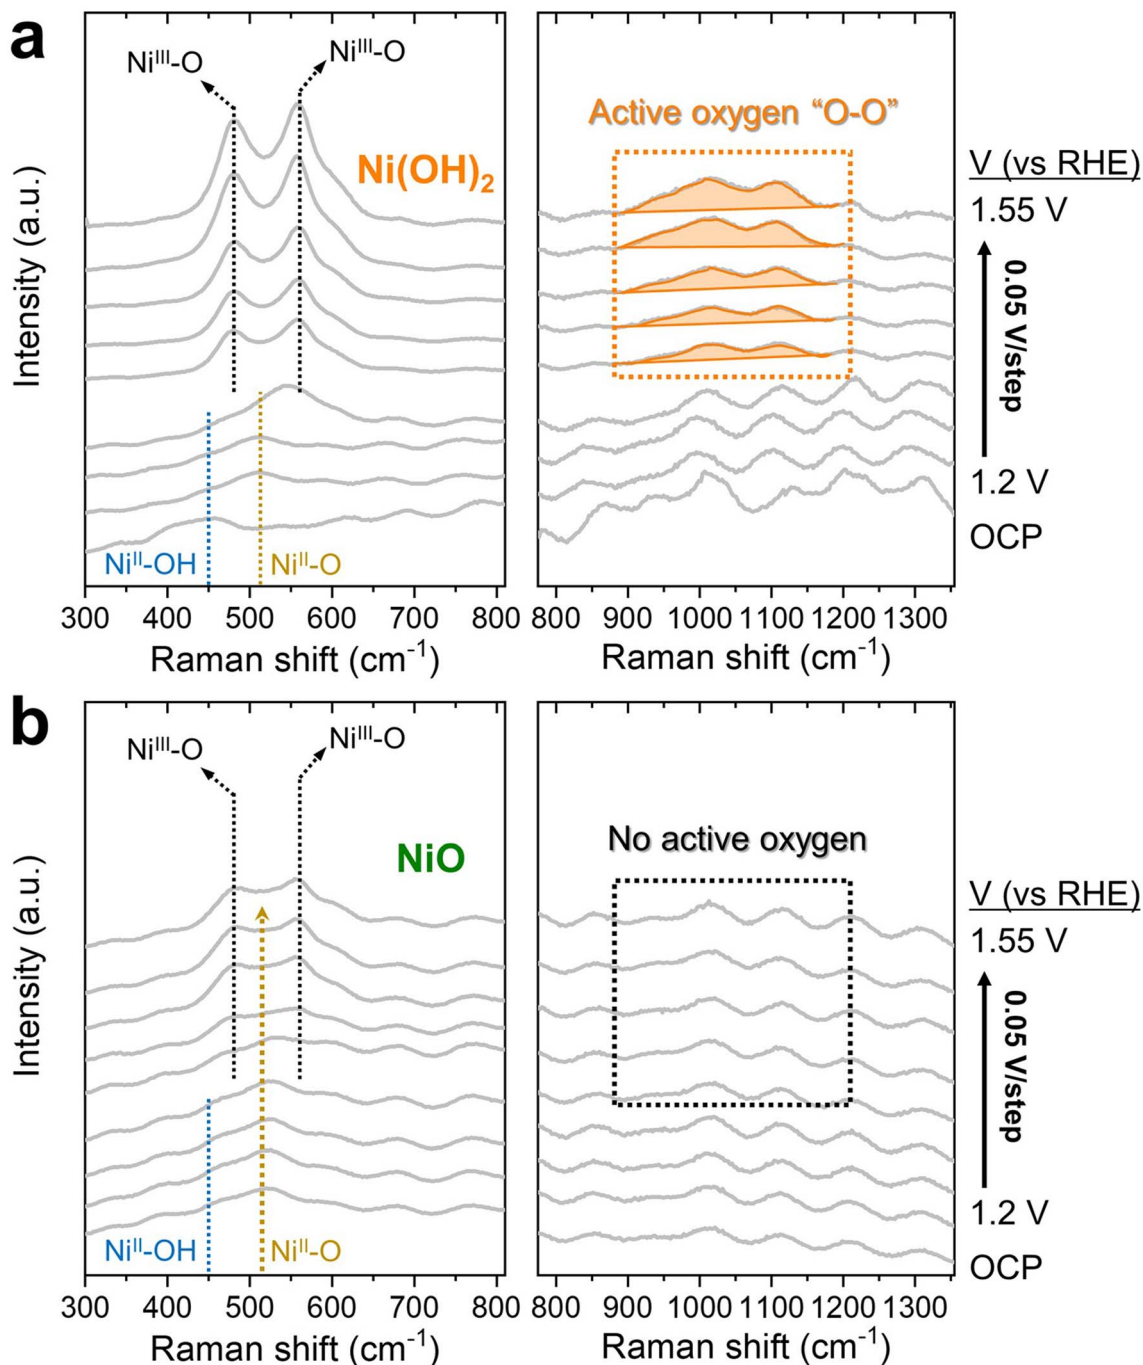 a
Ni^III-O
Ni^III-O
Ni(OH)₂
Ni^II-OH
Ni^II-O
Intensity (a.u.)
300 400 500 600 700 800
Raman shift (cm⁻¹)
Active oxygen “O-O”
800 900 1000 1100 1200 1300
Raman shift (cm⁻¹)
V (vs RHE)
1.55 V
0.05 V/step
1.2 V
OCP
b
Ni^III-O
Ni^III-O
NiO
Ni^II-OH
Ni^II-O
Intensity (a.u.)
300 400 500 600 700 800
Raman shift (cm⁻¹)
No active oxygen
800 900 1000 1100 1200 1300
Raman shift (cm⁻¹)
V (vs RHE)
1.55 V
0.05 V/step
1.2 V
OCP